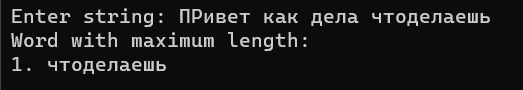 Enter string: ПРивет как дела чтоделаешь
Word with maximum length:
1. чтоделаешь